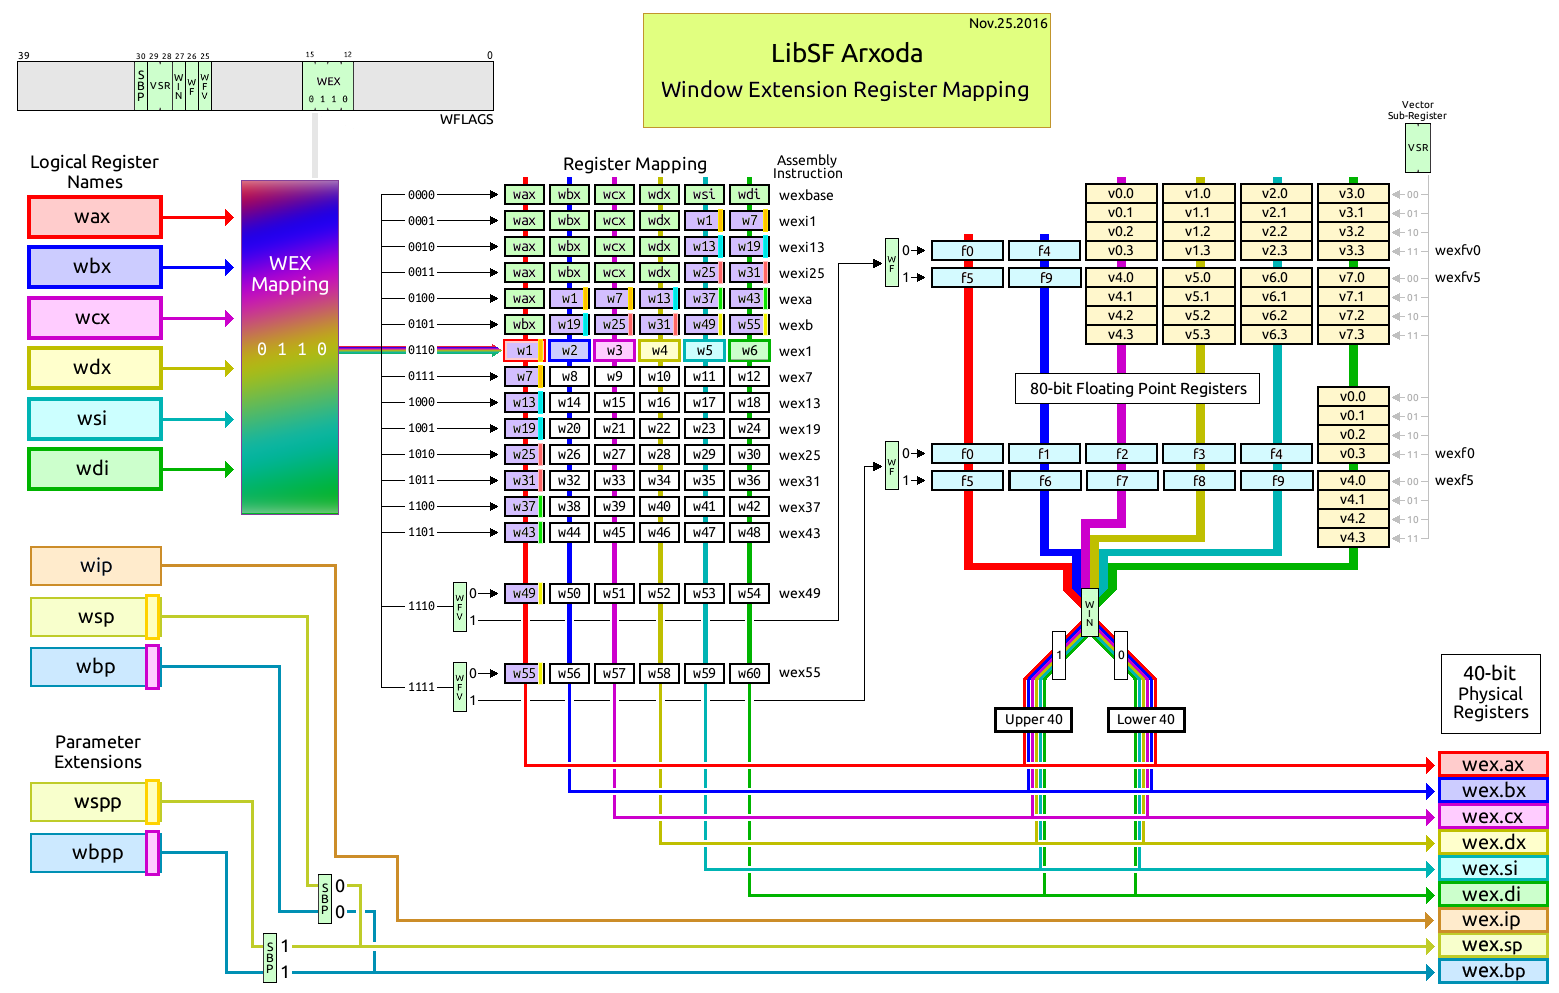 Nov.25.2016
LibSF Arxoda
Window Extension Register Mapping
39
30 29 28 27 26 25
15
12
0
SBP
VSR
WIN
WF
WFV
WEX
0 1 1 0
WFLAGS
Logical Register
Names
wax
wbx
wcx
wdx
wsi
wdi
WEX
Mapping
0 1 1 0
Register Mapping
Assembly
Instruction
0000 wax wbx wcx wdx wsi wdi wexbase
0001 wax wbx wcx wdx w1 w7 wexi1
0010 wax wbx wcx wdx w13 w19 wexi13
0011 wax wbx wcx wdx w25 w31 wexi25
0100 wax w1 w7 w13 w37 w43 wexa
0101 wbx w19 w25 w31 w49 w55 wexb
0110 w1 w2 w3 w4 w5 w6 wex1
0111 w7 w8 w9 w10 w11 w12 wex7
1000 w13 w14 w15 w16 w17 w18 wex13
1001 w19 w20 w21 w22 w23 w24 wex19
1010 w25 w26 w27 w28 w29 w30 wex25
1011 w31 w32 w33 w34 w35 w36 wex31
1100 w37 w38 w39 w40 w41 w42 wex37
1101 w43 w44 w45 w46 w47 w48 wex43
1110 WFV 0 w49 w50 w51 w52 w53 w54 wex49
1
1111 WFV 0 w55 w56 w57 w58 w59 w60 wex55
1
Vector
Sub-Register
VSR
v0.0 v1.0 v2.0 v3.0 00
v0.1 v1.1 v2.1 v3.1 01
v0.2 v1.2 v2.2 v3.2 10
WF 0 f0 f4 v0.3 v1.3 v2.3 v3.3 11 wexfv0
1 f5 f9 v4.0 v5.0 v6.0 v7.0 00 wexfv5
v4.1 v5.1 v6.1 v7.1 01
v4.2 v5.2 v6.2 v7.2 10
v4.3 v5.3 v6.3 v7.3 11
80-bit Floating Point Registers
v0.0 00
v0.1 01
v0.2 10
WF 0 f0 f1 f2 f3 f4 v0.3 11 wexf0
1 f5 f6 f7 f8 f9 v4.0 00 wexf5
v4.1 01
v4.2 10
v4.3 11
WIN
1
0
Upper 40
Lower 40
wip
wsp
wbp
Parameter
Extensions
wspp
wbpp
SBP
0
0
SBP
1
1
40-bit
Physical
Registers
wex.ax
wex.bx
wex.cx
wex.dx
wex.si
wex.di
wex.ip
wex.sp
wex.bp